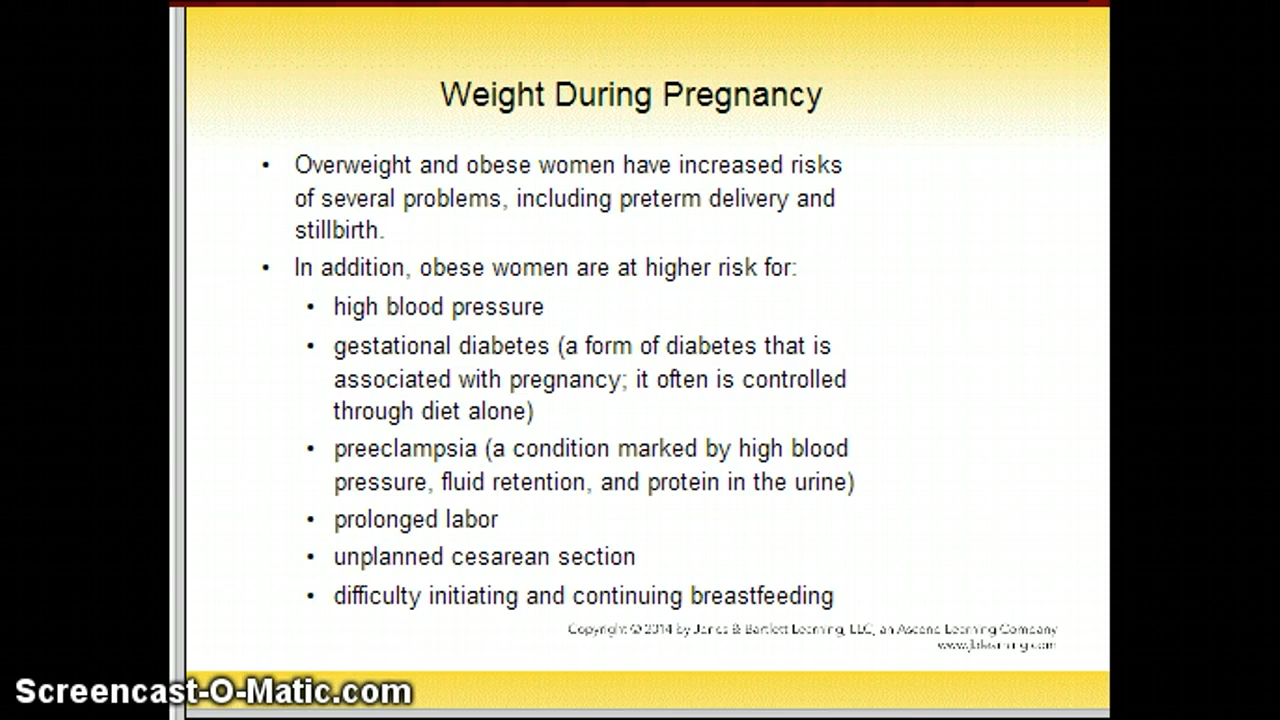 Weight During Pregnancy
• Overweight and obese women have increased risks
of several problems, including preterm delivery and
stillbirth.
• In addition, obese women are at higher risk for:
• high blood pressure
• gestational diabetes (a form of diabetes that is
associated with pregnancy; it often is controlled
through diet alone)
• preeclampsia (a condition marked by high blood
pressure, fluid retention, and protein in the urine)
• prolonged labor
• unplanned cesarean section
• difficulty initiating and continuing breastfeeding
Copyright © 2014 by Jones & Bartlett Learning, LLC, an Ascend Learning Company
www.jblearning.com
Screencast-O-Matic.com